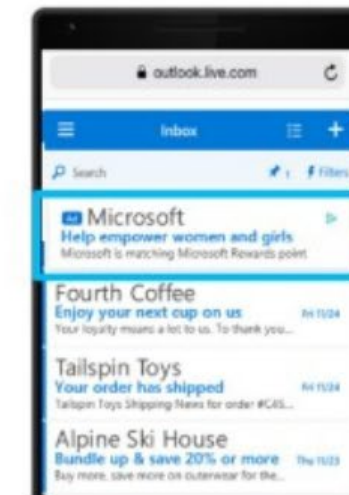 outlook.live.com
Inbox
Search
Filters
Ad Microsoft
Help empower women and girls
Microsoft is matching Microsoft Rewards point
Fourth Coffee
Enjoy your next cup on us Fri 11/24
Your loyalty means a lot to us. To thank you...
Tailspin Toys
Your order has shipped Fri 11/24
Tailspin Toys Shipping News for order #C45...
Alpine Ski House
Bundle up & save 20% or more Thu 11/23
Buy more, save more on outerwear for the...